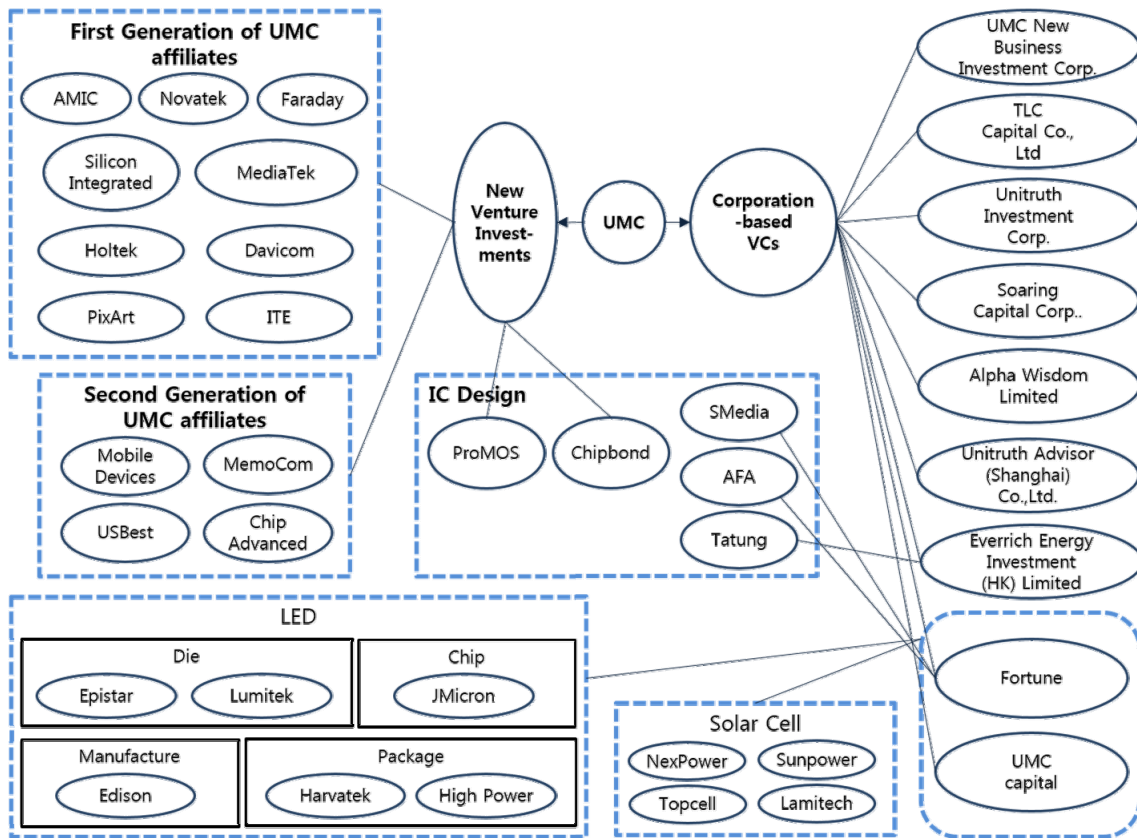 First Generation of UMC
affiliates
AMIC
Novatek
Faraday
Silicon
Integrated
MediaTek
Holtek
Davicom
PixArt
ITE
Second Generation of
UMC affiliates
Mobile
Devices
MemoCom
USBest
Chip
Advanced
New
Venture
Invest-
ments
UMC
Corporation
-based
VCs
IC Design
ProMOS
Chipbond
SMedia
AFA
Tatung
UMC New
Business
Investment Corp.
TLC
Capital Co.,
Ltd
Unitruth
Investment
Corp.
Soaring
Capital Corp..
Alpha Wisdom
Limited
Unitruth Advisor
(Shanghai)
Co.,Ltd.
Everrich Energy
Investment
(HK) Limited
Fortune
UMC
capital
LED
Die
Epistar
Lumitek
Chip
JMicron
Manufacture
Edison
Package
Harvatek
High Power
Solar Cell
NexPower
Sunpower
Topcell
Lamitech